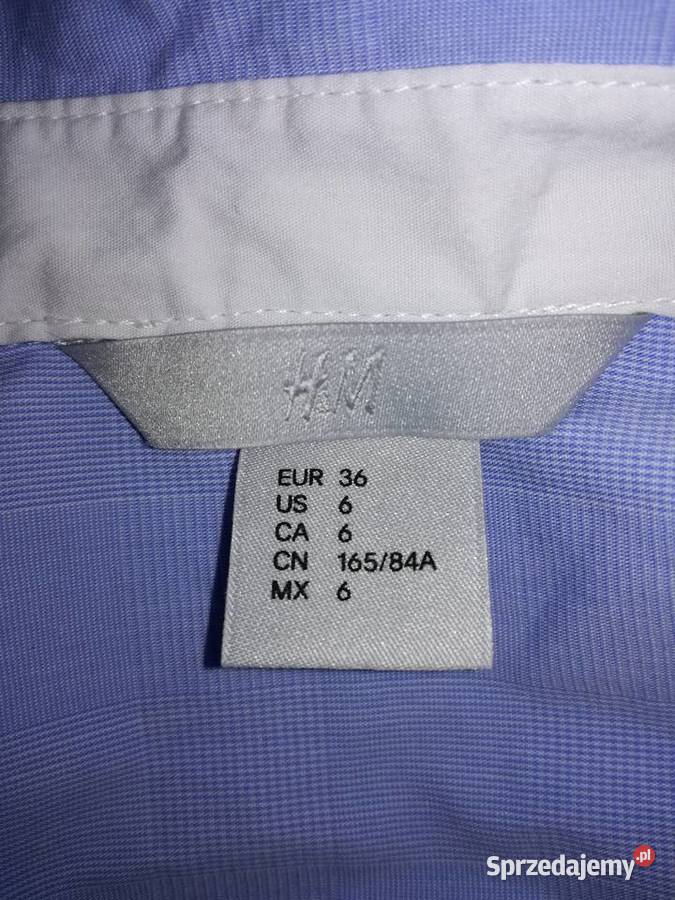 H&M
EUR 36
US 6
CA 6
CN 165/84A
MX 6
Sprzedajemy.pl